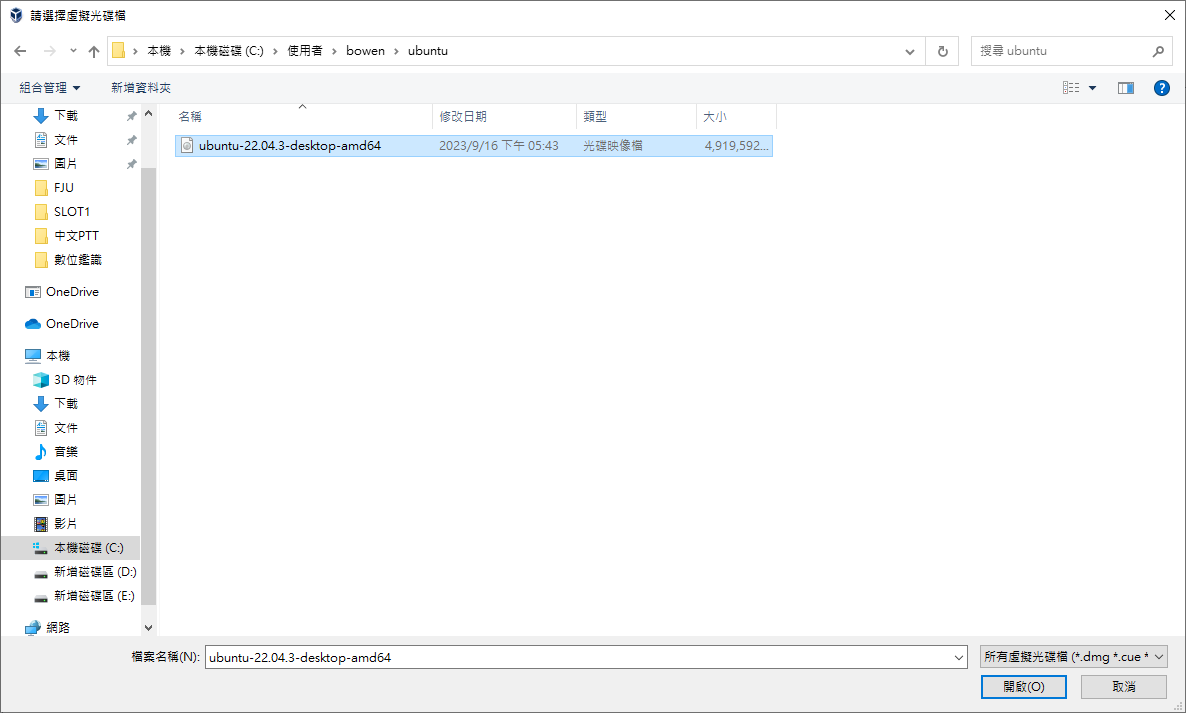 請選擇虛擬光碟檔
本機 › 本機磁碟 (C:) › 使用者 › bowen › ubuntu
搜尋 ubuntu
組合管理 新增資料夾
名稱 修改日期 類型 大小
ubuntu-22.04.3-desktop-amd64 2023/9/16 下午 05:43 光碟映像檔 4,919,592...
下載
文件
圖片
FJU
SLOT1
中文PTT
數位鑑識
OneDrive
OneDrive
本機
3D 物件
下載
文件
音樂
桌面
圖片
影片
本機磁碟 (C:)
新增磁碟區 (D:)
新增磁碟區 (E:)
網路
檔案名稱(N): ubuntu-22.04.3-desktop-amd64 所有虛擬光碟檔 (*.dmg *.cue *
開啟(O) 取消